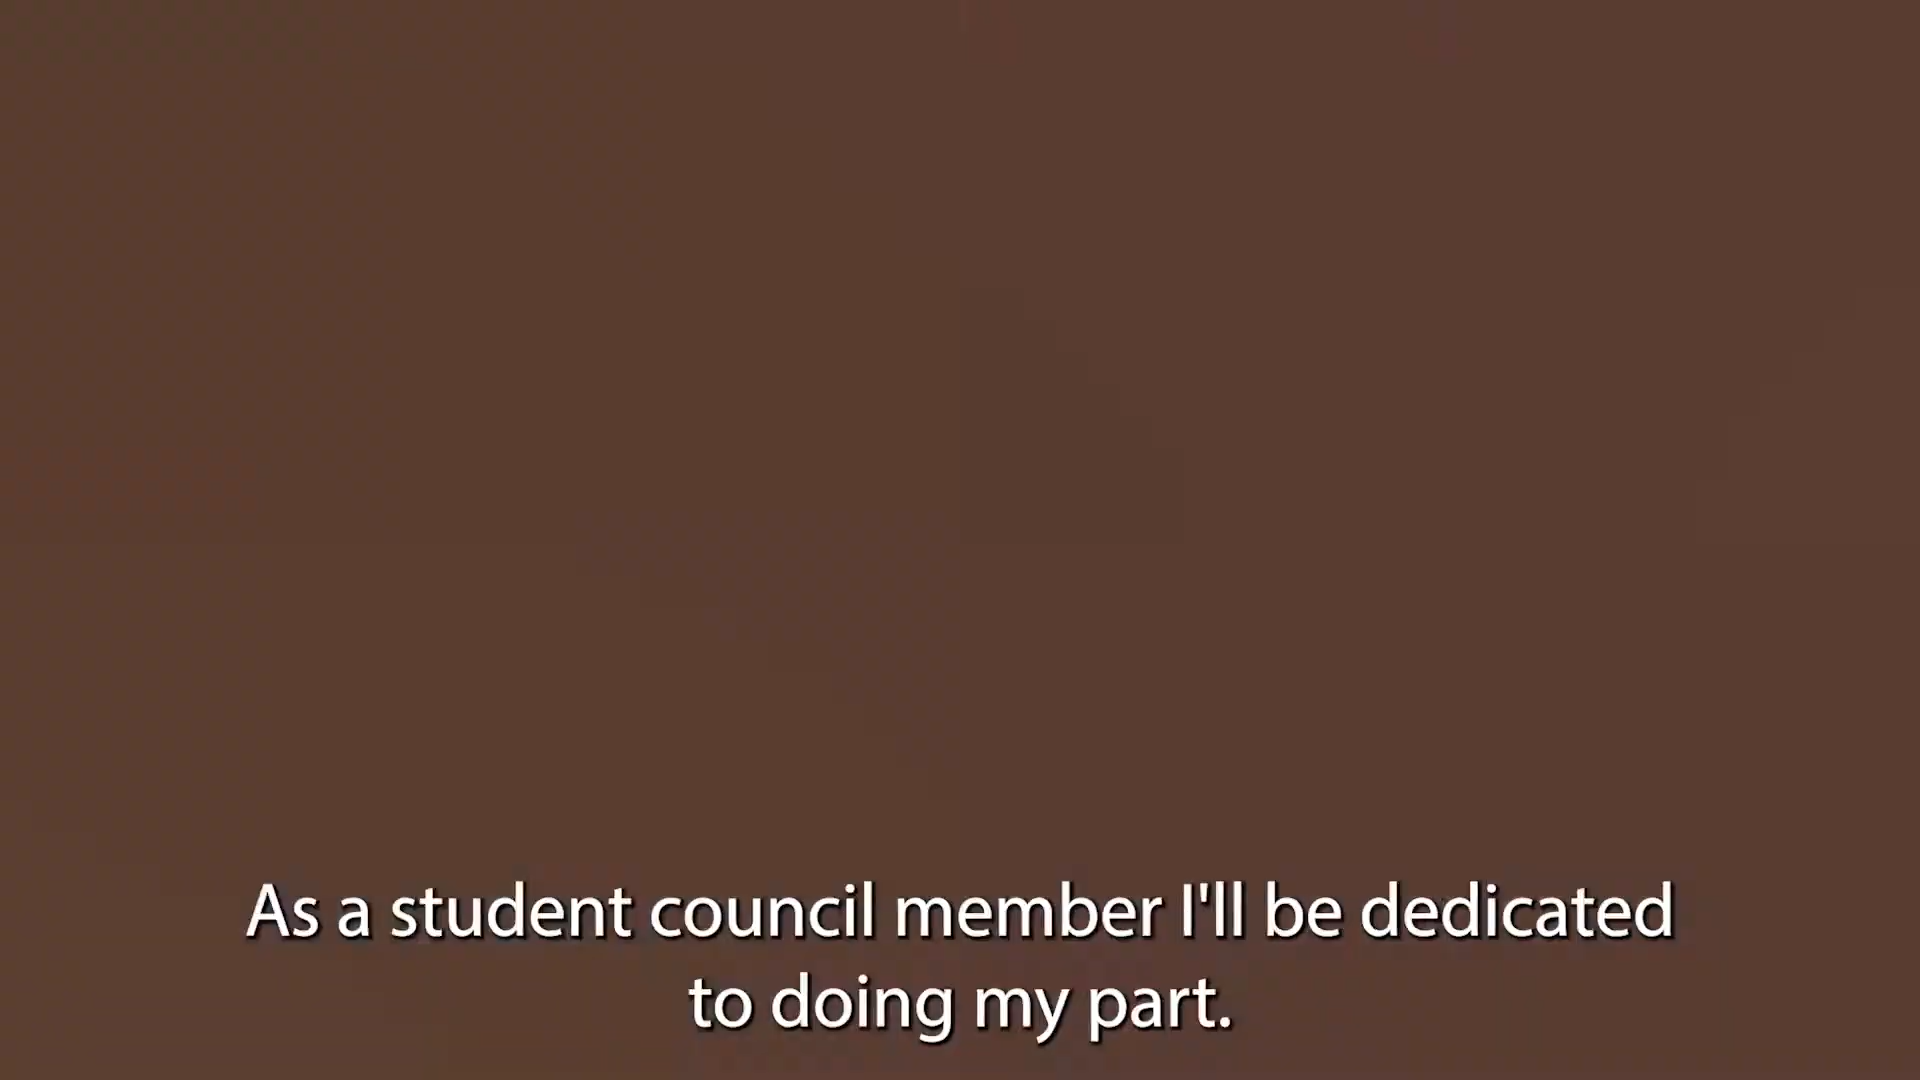 As a student council member I'll be dedicated
to doing my part.